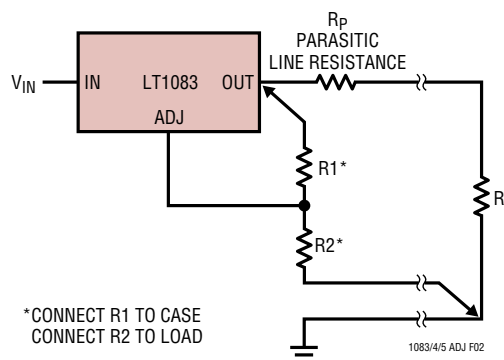 RP
PARASITIC
LINE RESISTANCE
VIN
IN
LT1083
OUT
ADJ
R1*
R
R2*
*CONNECT R1 TO CASE
CONNECT R2 TO LOAD
1083/4/5 ADJ F02